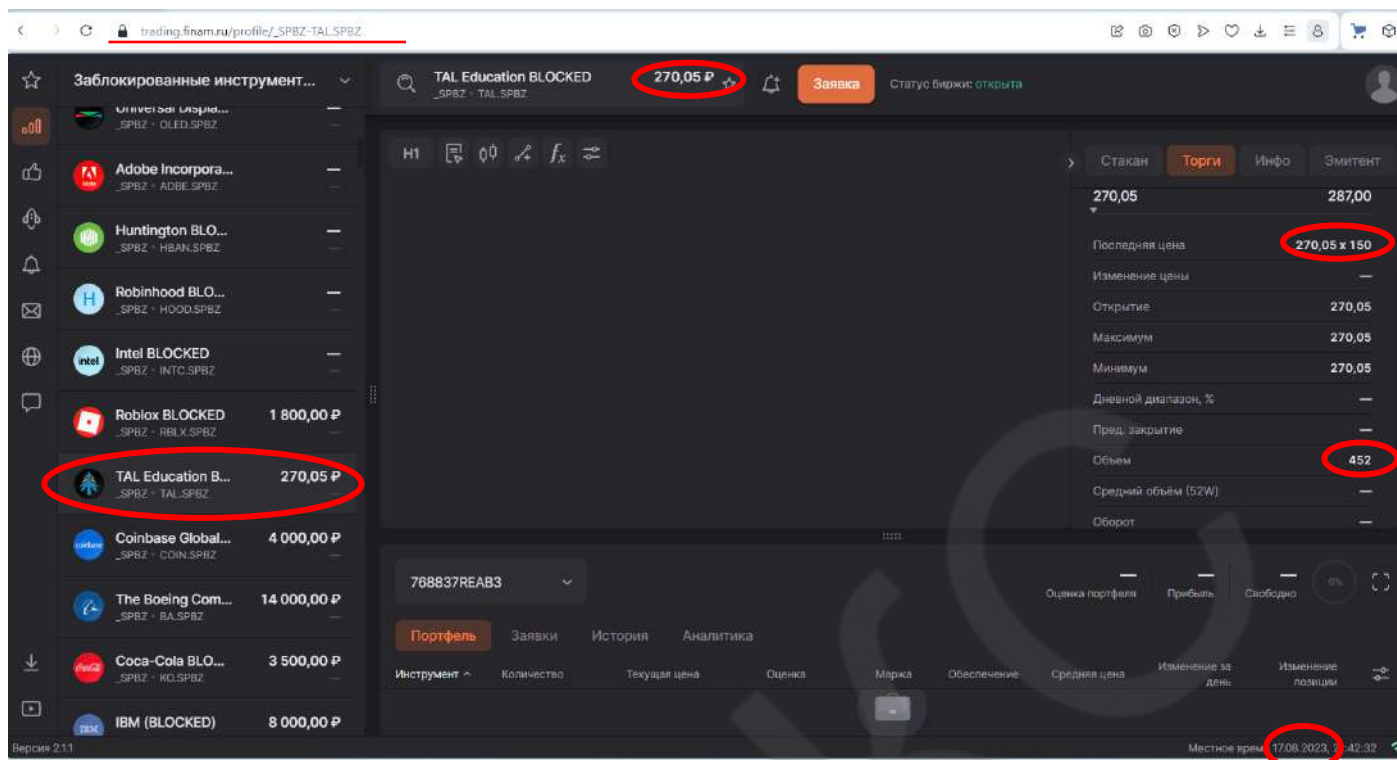 trading.finam.ru/profile/_SPBZ-TAL.SPBZ
Заблокированные инструмент...
TAL Education BLOCKED
270,05 ₽
_SPBZ • TAL.SPBZ
Заявка
Статус биржи: открыта
Universal Displa...
_SPBZ • OLED.SPBZ
Adobe Incorpora...
_SPBZ • ADBE.SPBZ
Huntington BLO...
_SPBZ • HBAN.SPBZ
Robinhood BLO...
_SPBZ • HOOD.SPBZ
Intel BLOCKED
_SPBZ • INTC.SPBZ
Roblox BLOCKED 1 800,00 ₽
_SPBZ • RBLX.SPBZ
TAL Education B... 270,05 ₽
_SPBZ • TAL.SPBZ
Coinbase Global... 4 000,00 ₽
_SPBZ • COIN.SPBZ
The Boeing Com... 14 000,00 ₽
_SPBZ • BA.SPBZ
Coca-Cola BLO... 3 500,00 ₽
_SPBZ • KO.SPBZ
IBM (BLOCKED) 8 000,00 ₽
H1
Стакан Торги Инфо Эмитент
270,05 287,00
Последняя цена 270,05 x 150
Изменение цены —
Открытие 270,05
Максимум 270,05
Минимум 270,05
Дневной диапазон, % —
Пред. закрытие —
Объем 452
Средний объём (52W) —
Оборот —
768837REAB3
Оценка портфеля Прибыль Свободно 0%
Портфель Заявки История Аналитика
Инструмент Количество Текущая цена Оценка Маржа Обеспечение Средняя цена Изменение за день Изменение позиции
Версия 2.1.1
Местное время 17.08.2023,
:42:32